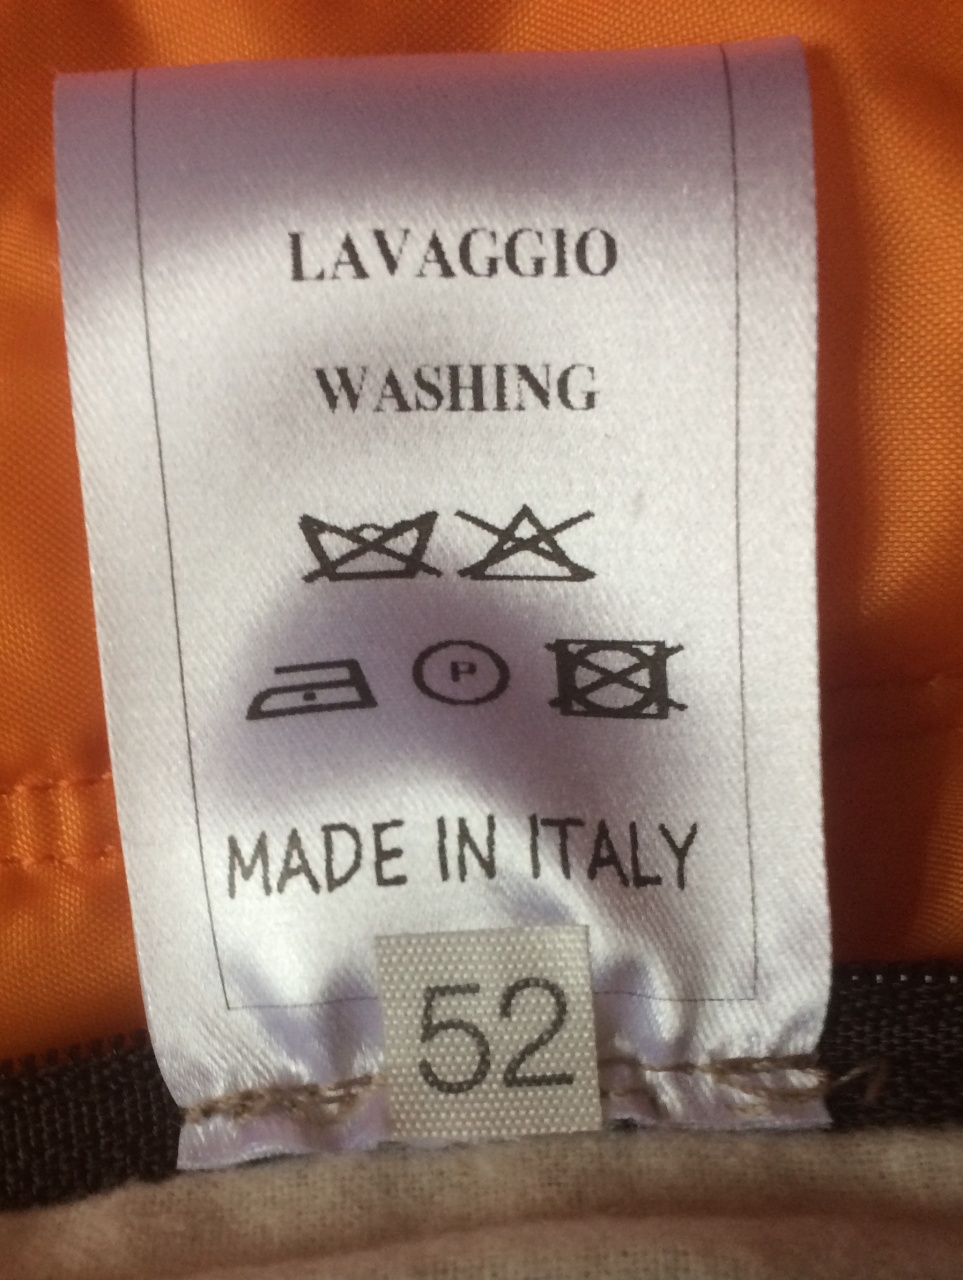 LAVAGGIO
WASHING
P
MADE IN ITALY
52